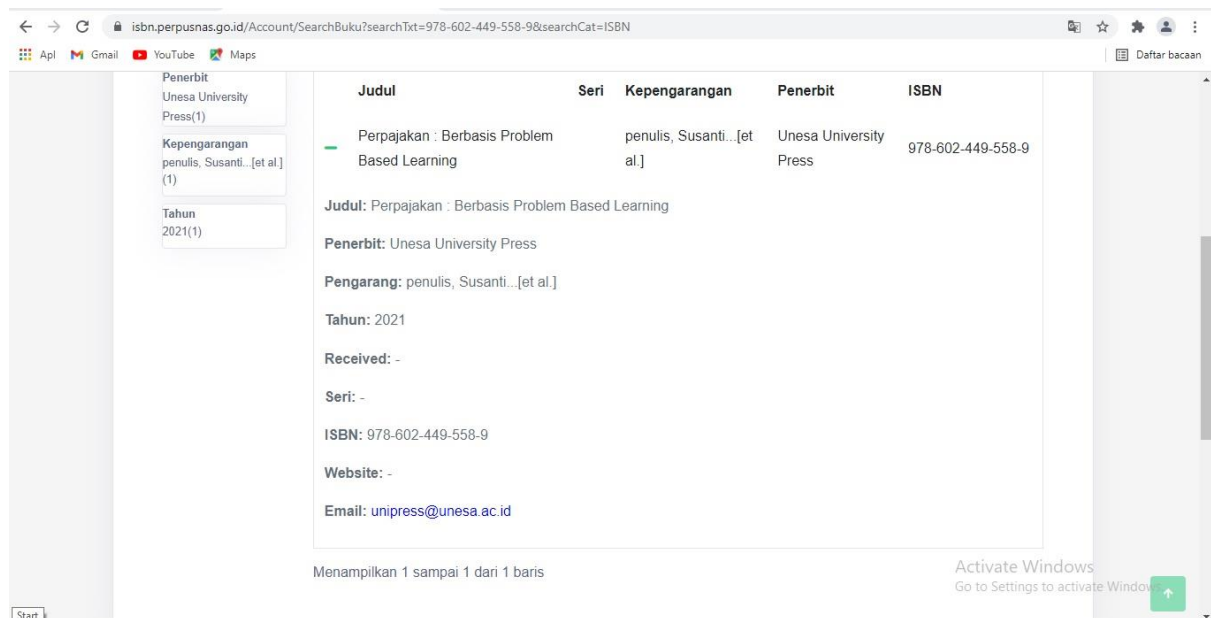 isbn.perpusnas.go.id/Account/SearchBuku?searchTxt=978-602-449-558-9&searchCat=ISBN
Apl Gmail YouTube Maps Daftar bacaan
Penerbit
Unesa University
Press(1)
Kepengarangan
penulis, Susanti...[et al.]
(1)
Tahun
2021(1)
Judul Seri Kepengarangan Penerbit ISBN
Perpajakan : Berbasis Problem penulis, Susanti...[et Unesa University 978-602-449-558-9
Based Learning al.] Press
Judul: Perpajakan : Berbasis Problem Based Learning
Penerbit: Unesa University Press
Pengarang: penulis, Susanti...[et al.]
Tahun: 2021
Received: -
Seri: -
ISBN: 978-602-449-558-9
Website: -
Email: unipress@unesa.ac.id
Menampilkan 1 sampai 1 dari 1 baris
Activate Windows
Go to Settings to activate Windows.
Start